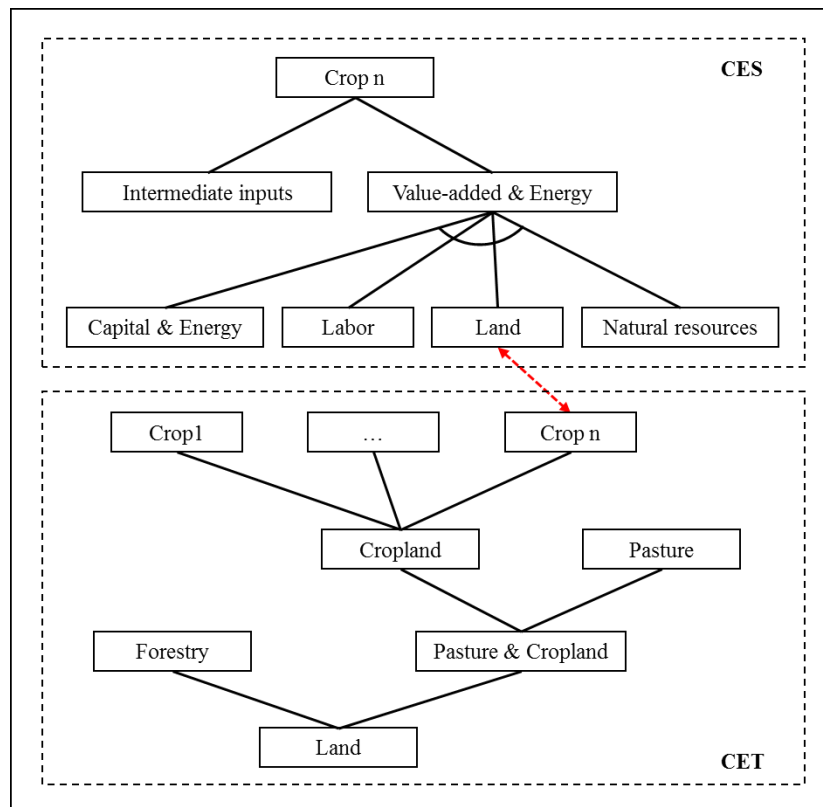 CES
Crop n
Intermediate inputs
Value-added & Energy
Capital & Energy
Labor
Land
Natural resources
Crop1
…
Crop n
Cropland
Pasture
Forestry
Pasture & Cropland
Land
CET